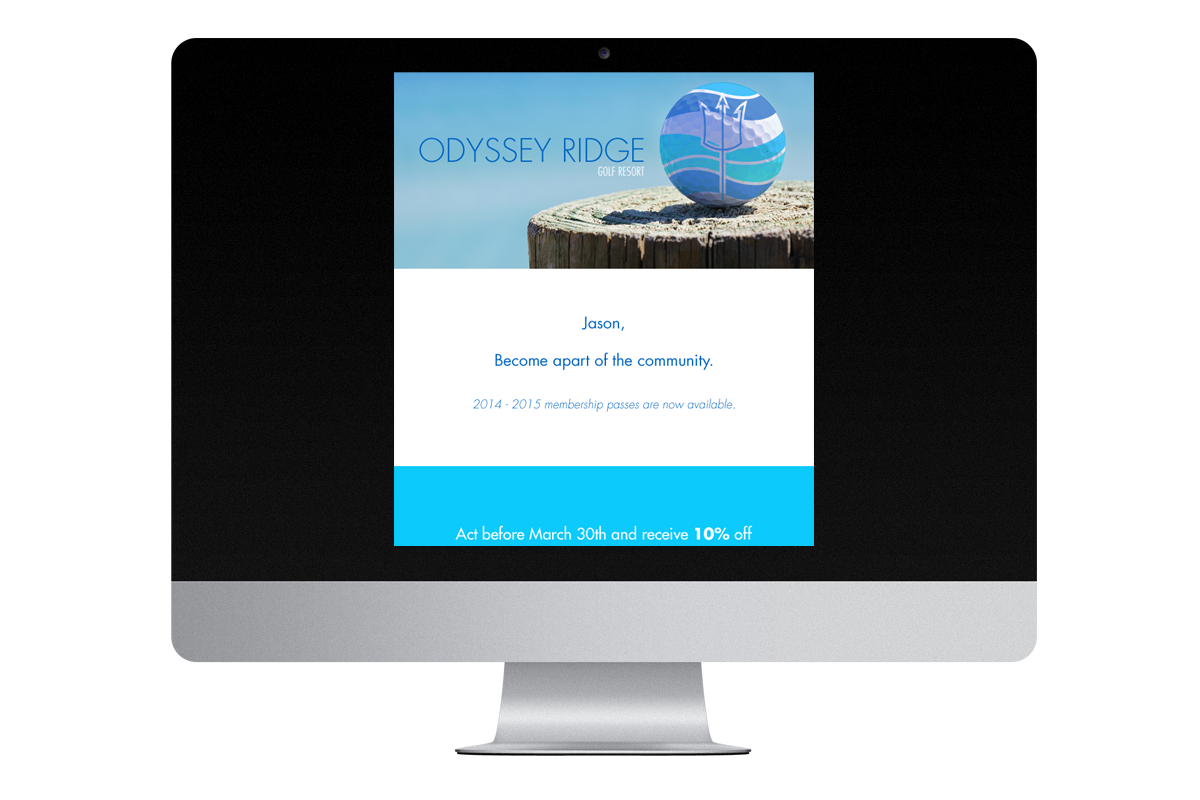 ODYSSEY RIDGE
GOLF RESORT
Jason,
Become apart of the community.
2014 - 2015 membership passes are now available.
Act before March 30th and receive 10% off